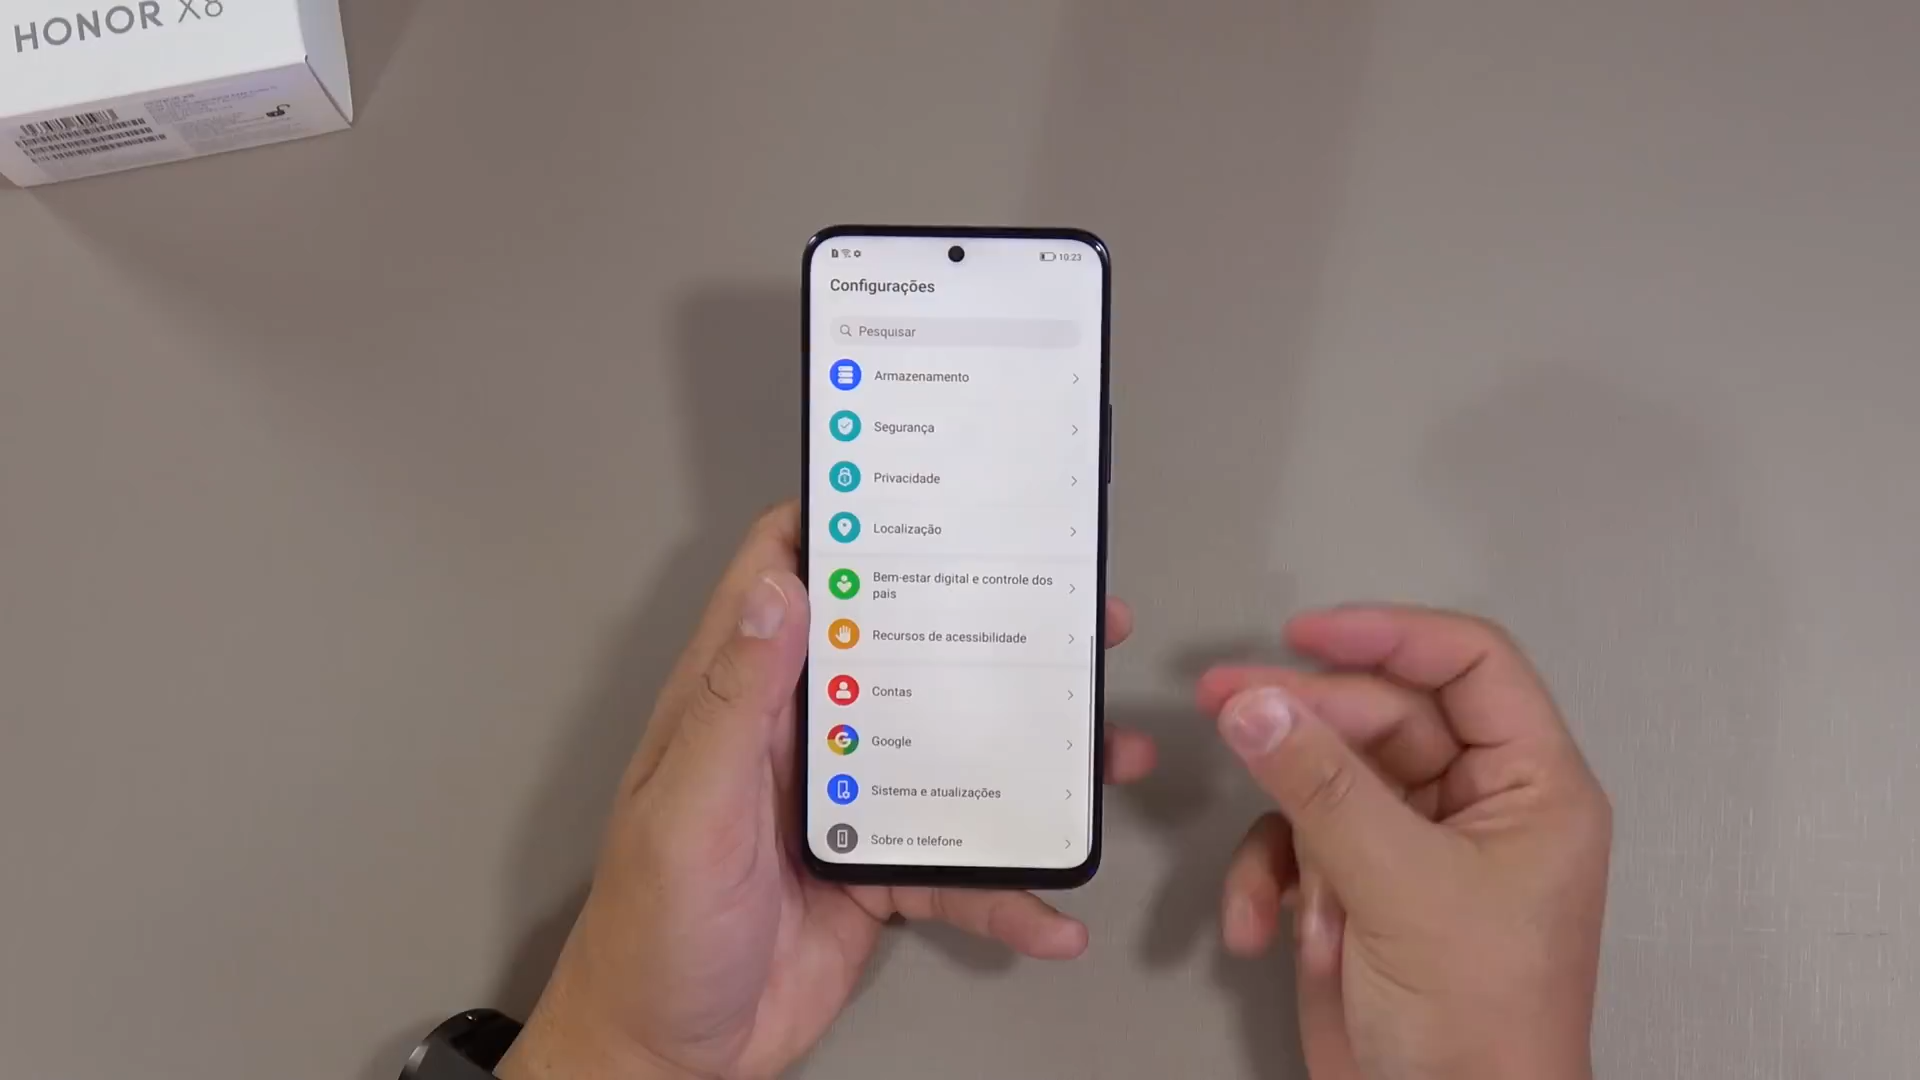 HONOR X8
10:23
Configurações
Pesquisar
Armazenamento
Segurança
Privacidade
Localização
Bem-estar digital e controle dos
pais
Recursos de acessibilidade
Contas
Google
Sistema e atualizações
Sobre o telefone